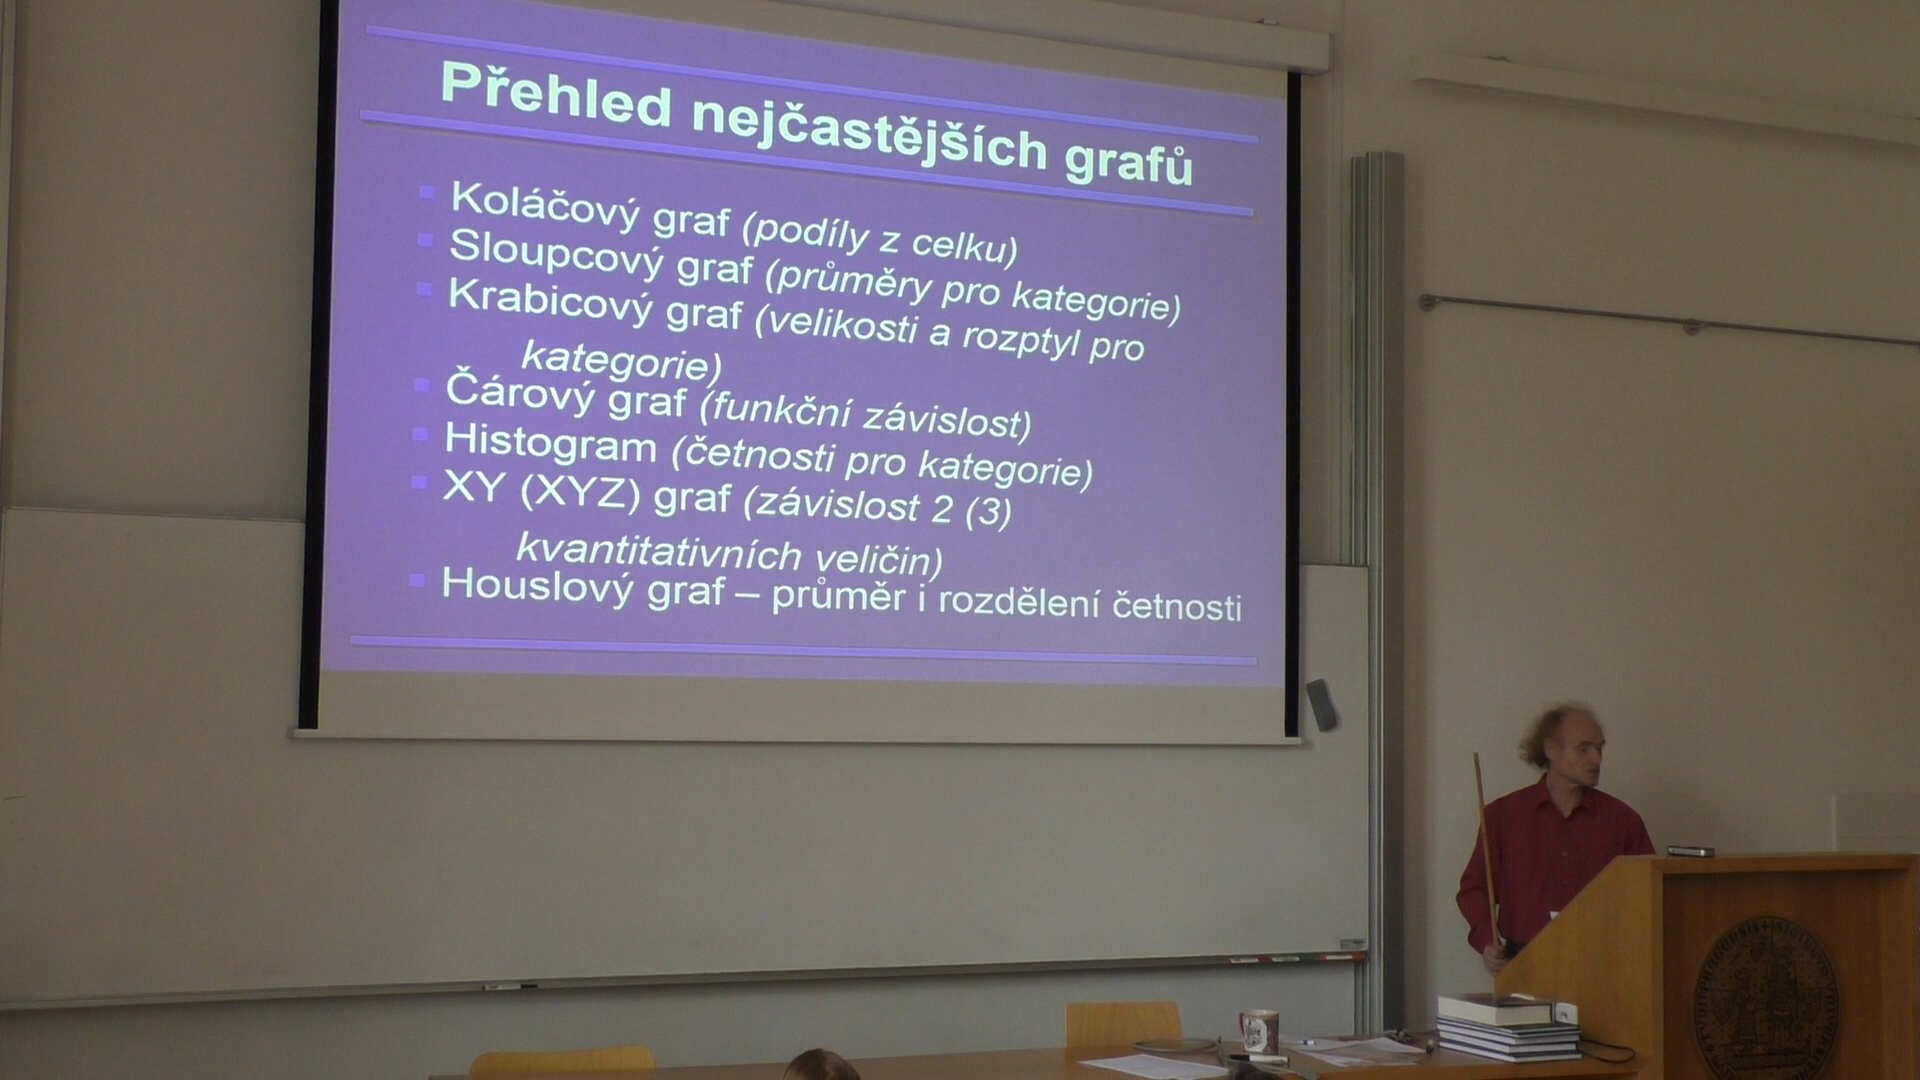 Přehled nejčastějších grafů
Koláčový graf (podíly z celku)
Sloupcový graf (průměry pro kategorie)
Krabicový graf (velikosti a rozptyl pro
kategorie)
Čárový graf (funkční závislost)
Histogram (četnosti pro kategorie)
XY (XYZ) graf (závislost 2 (3)
kvantitativních veličin)
Houslový graf – průměr i rozdělení četnosti